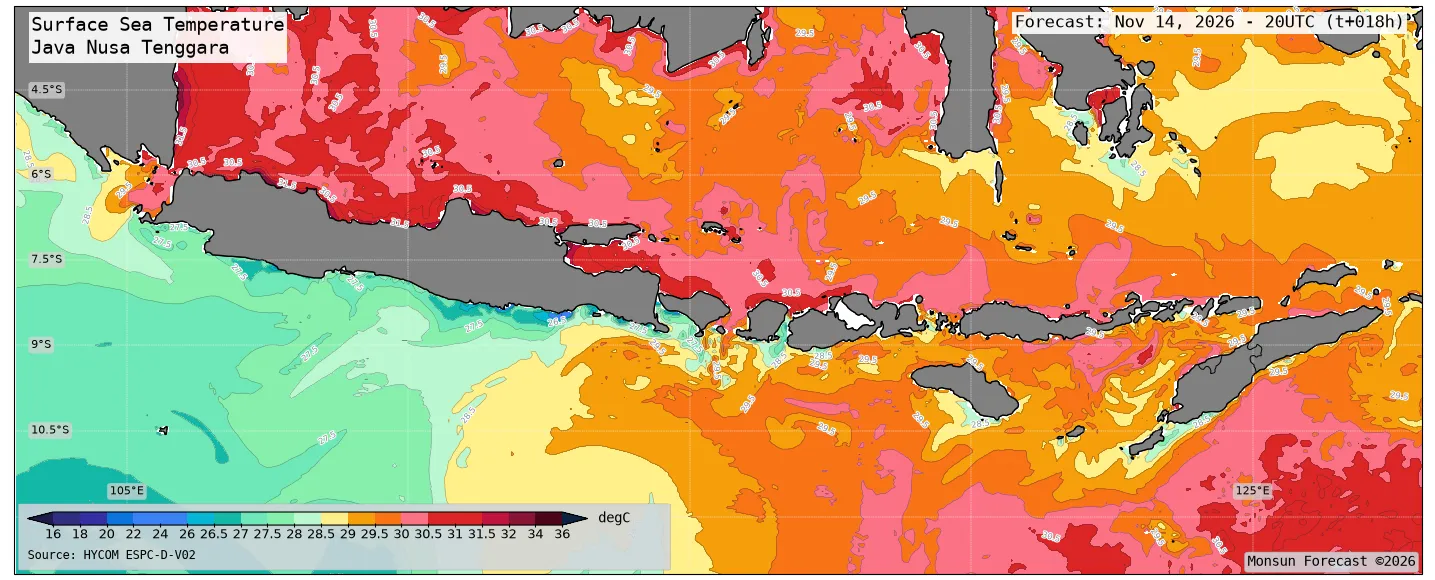 Surface Sea Temperature
Java Nusa Tenggara
Forecast: Nov 14, 2026 - 20UTC (t+018h)
4.5°S
6°S
7.5°S
9°S
10.5°S
105°E
125°E
degC
16 18 20 22 24 26 26.5 27 27.5 28 28.5 29 29.5 30 30.5 31 31.5 32 34 36
Source: HYCOM ESPC-D-V02
Monsun Forecast ©2026